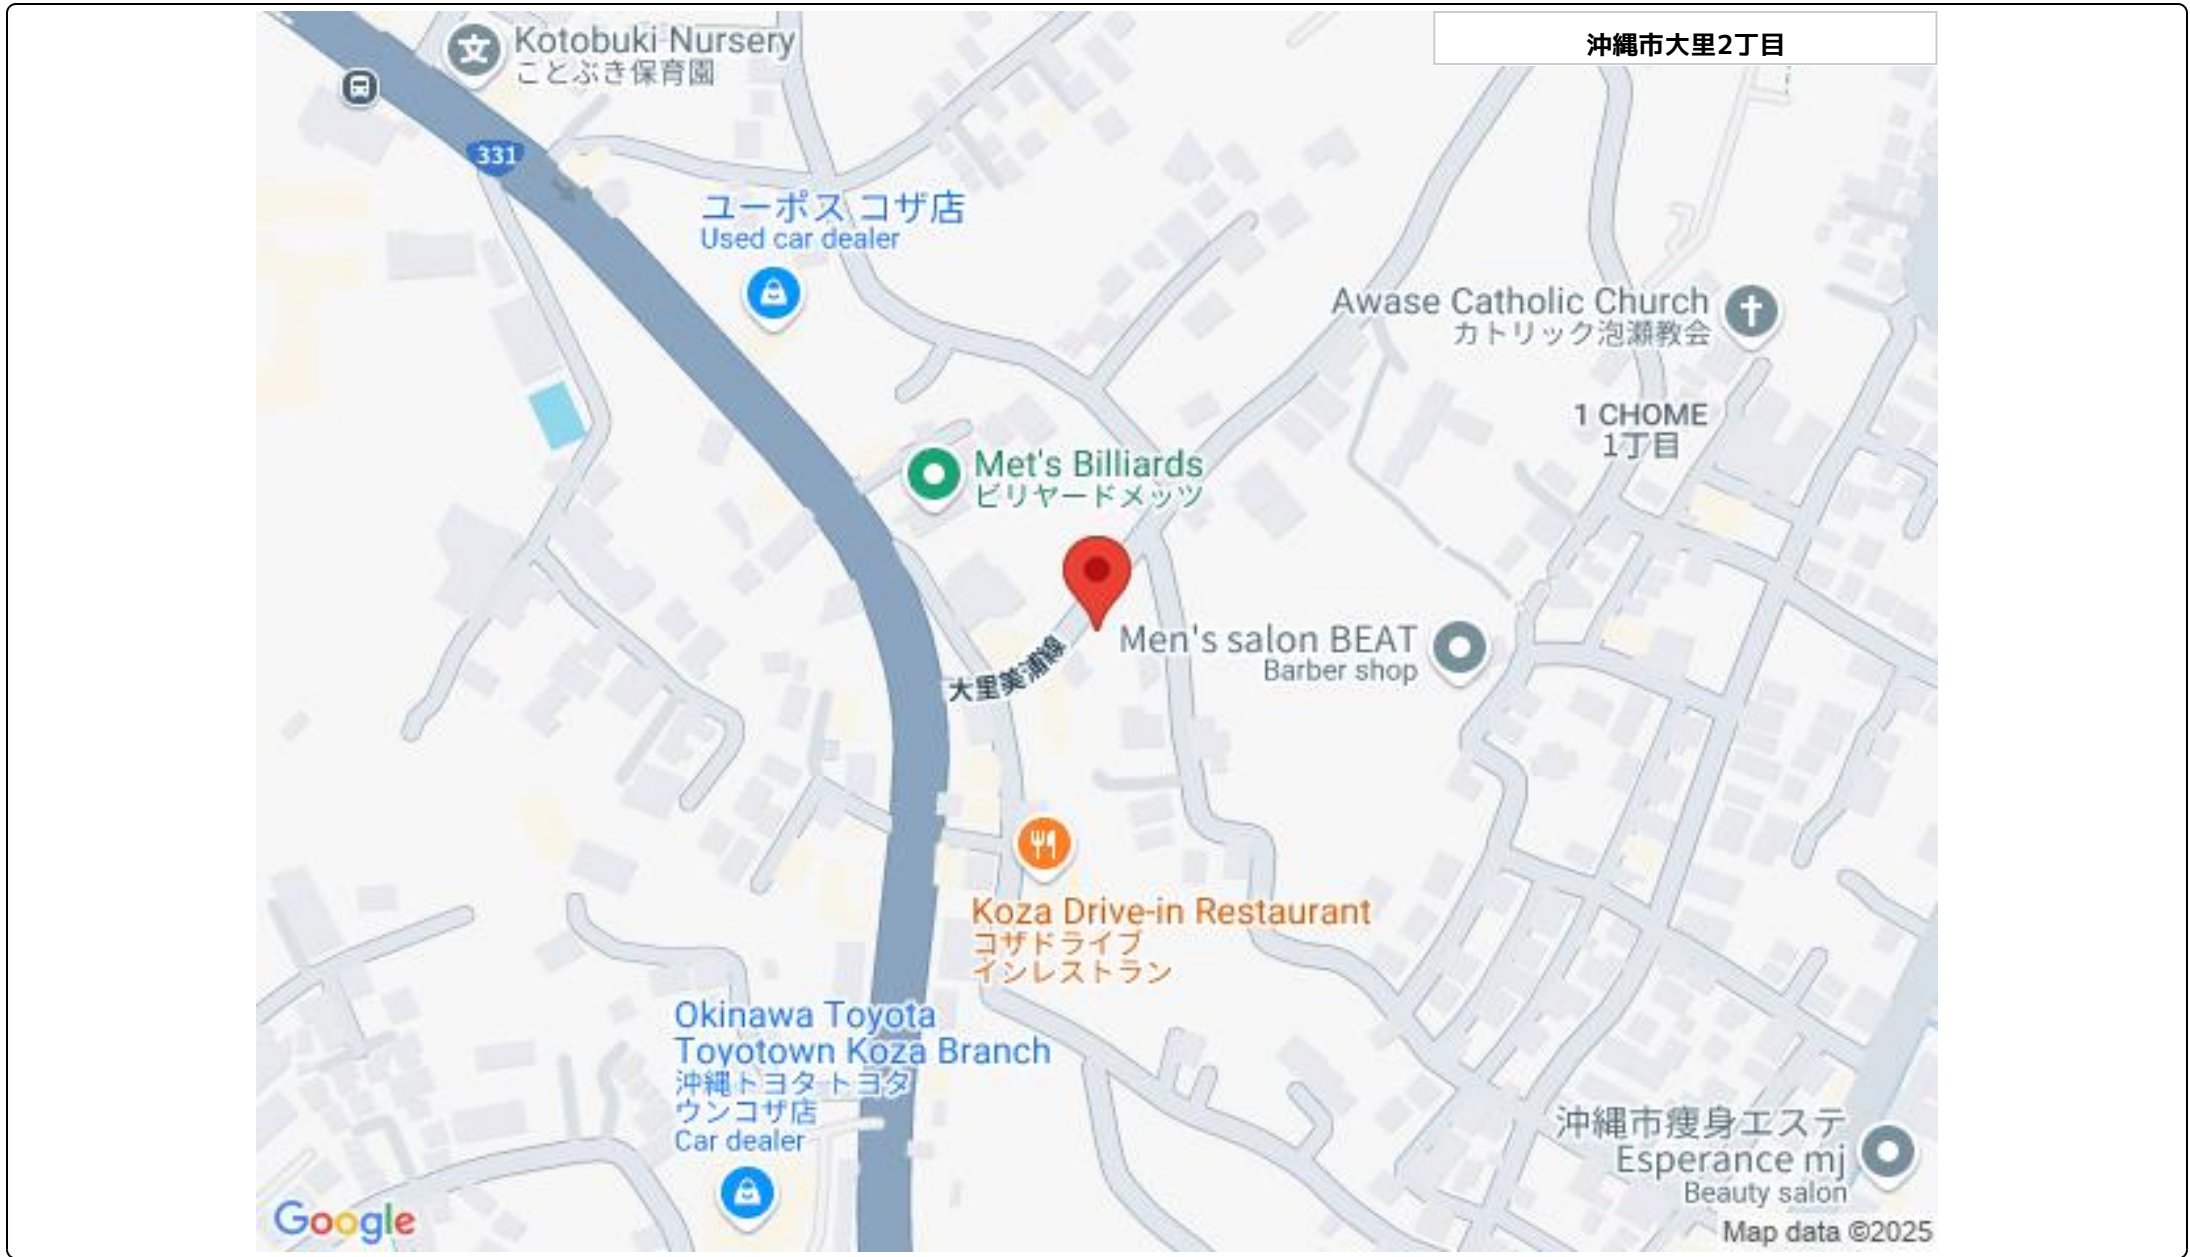 Kotobuki Nursery
ことぶき保育園
沖縄市大里2丁目
331
ユーポス コザ店
Used car dealer
Awase Catholic Church
カトリック泡瀬教会
1 CHOME
1丁目
Met's Billiards
ビリヤードメッツ
Men's salon BEAT
Barber shop
大里美浦線
Koza Drive-in Restaurant
コザドライブ
インレストラン
Okinawa Toyota
Toyotown Koza Branch
沖縄トヨタ トヨタ
ウンコザ店
Car dealer
沖縄市痩身エステ
Esperance mj
Beauty salon
Google
Map data ©2025